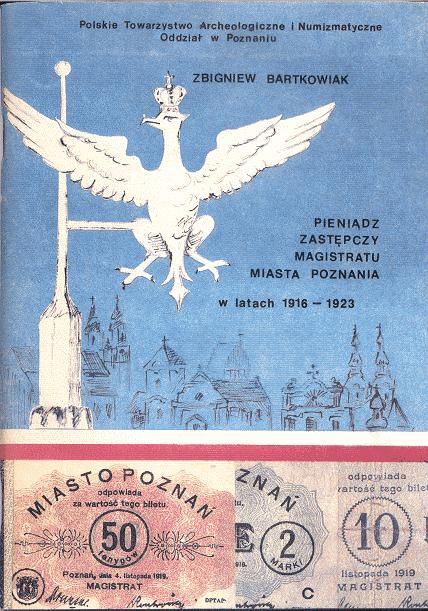 Polskie Towarzystwo Archeologiczne i Numizmatyczne
Oddział w Poznaniu
ZBIGNIEW BARTKOWIAK
PIENIĄDZ
ZASTĘPCZY
MAGISTRATU
MIASTA POZNANIA
w latach 1916 – 1923
MIASTO POZNAŃ
odpowiada
za wartość tego biletu.
50
fenygów
Poznań, dnia 4. listopada 1919.
MAGISTRAT
ZNAŃ
tu.
E
2
MARKI
919.
C
odpowiada
wartość tego biletu
10
listopada 1919
MAGISTRAT